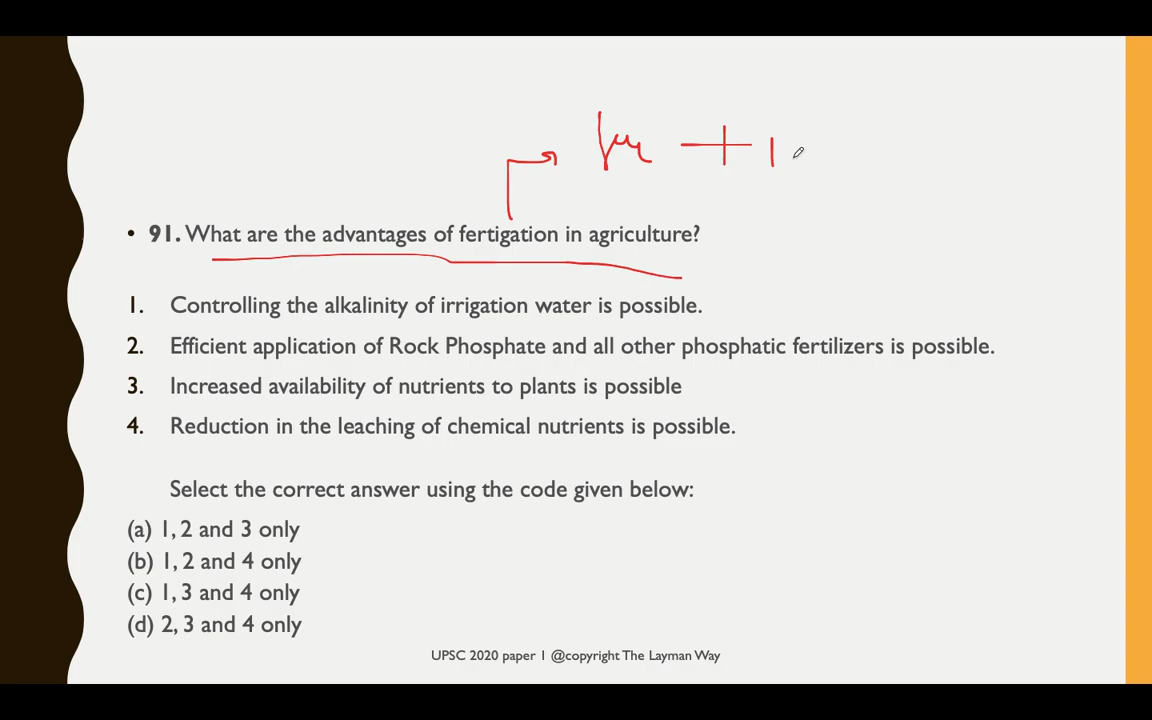 • 91. What are the advantages of fertigation in agriculture?
1. Controlling the alkalinity of irrigation water is possible.
2. Efficient application of Rock Phosphate and all other phosphatic fertilizers is possible.
3. Increased availability of nutrients to plants is possible
4. Reduction in the leaching of chemical nutrients is possible.
Select the correct answer using the code given below:
(a) 1, 2 and 3 only
(b) 1, 2 and 4 only
(c) 1, 3 and 4 only
(d) 2, 3 and 4 only
UPSC 2020 paper 1 @copyright The Layman Way